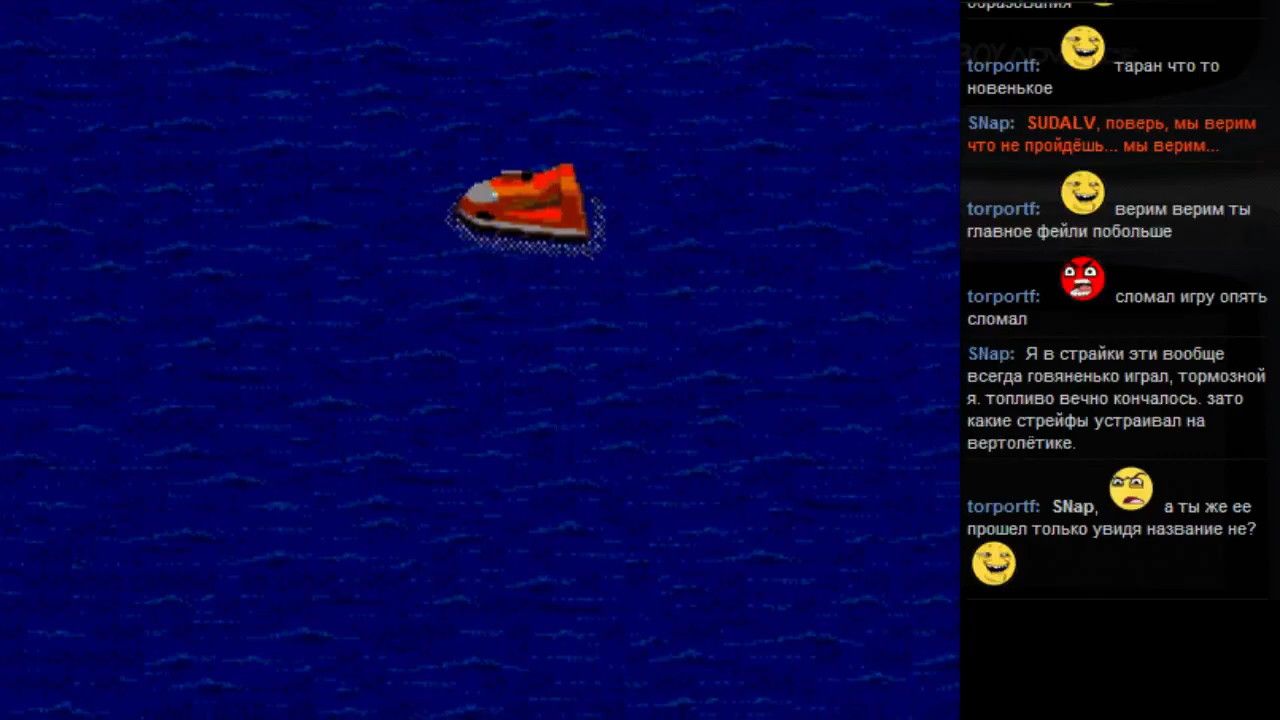 образования
torportf: таран что то
новенькое
SNap: SUDALV, поверь, мы верим
что не пройдёшь... мы верим...
torportf: верим верим ты
главное фейли побольше
torportf: сломал игру опять
сломал
SNap: Я в страйки эти вообще
всегда говяненько играл, тормозной
я. топливо вечно кончалось. зато
какие стрейфы устраивал на
вертолётике.
torportf: SNap, а ты же ее
прошел только увидя название не?